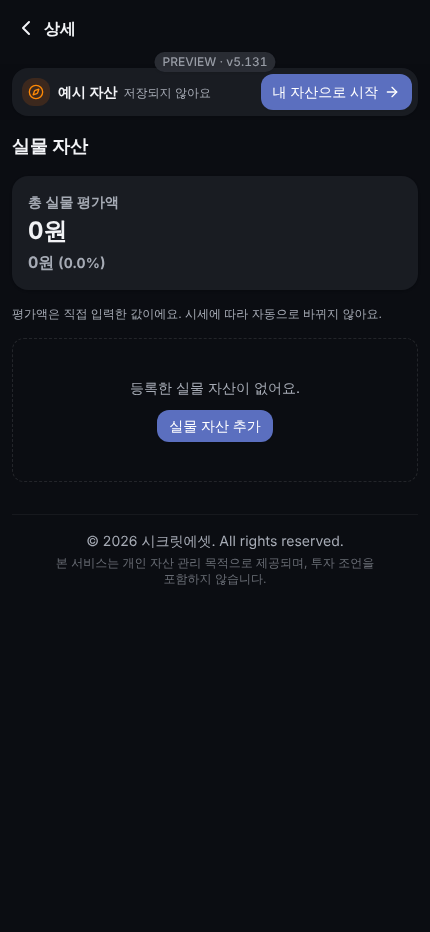 상세
PREVIEW · v5.131
예시 자산 저장되지 않아요
내 자산으로 시작 →
실물 자산
총 실물 평가액
0원
0원 (0.0%)
평가액은 직접 입력한 값이에요. 시세에 따라 자동으로 바뀌지 않아요.
등록한 실물 자산이 없어요.
실물 자산 추가
© 2026 시크릿에셋. All rights reserved.
본 서비스는 개인 자산 관리 목적으로 제공되며, 투자 조언을
포함하지 않습니다.